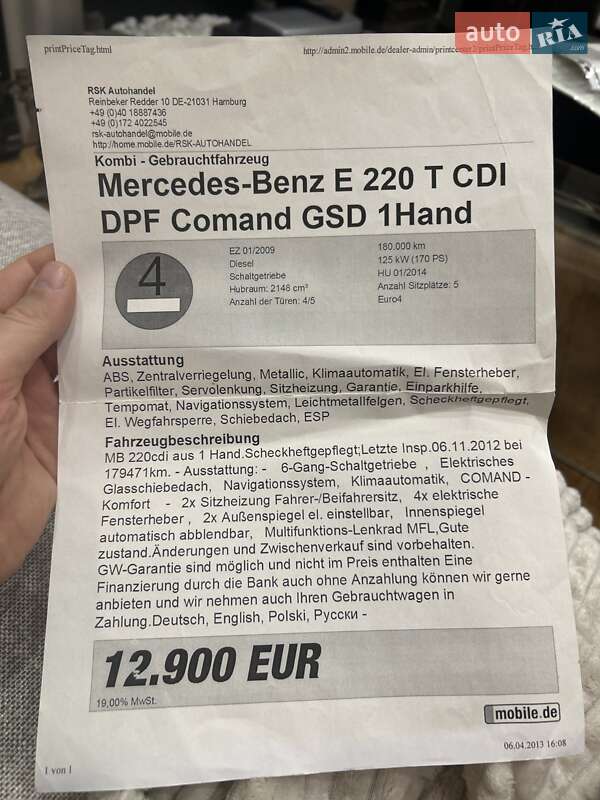 auto RIA.com
printPriceTag.html
http://admin2.mobile.de/dealer-admin/printcenter2/printPriceTag.h
RSK Autohandel
Reinbeker Redder 10 DE-21031 Hamburg
+49 (0)40 18887436
+49 (0)172 4022545
rsk-autohandel@mobile.de
http://home.mobile.de/RSK-AUTOHANDEL
Kombi - Gebrauchtfahrzeug
Mercedes-Benz E 220 T CDI
DPF Comand GSD 1Hand
4
EZ 01/2009
Diesel
Schaltgetriebe
Hubraum: 2148 cm³
Anzahl der Türen: 4/5
180.000 km
125 kW (170 PS)
HU 01/2014
Anzahl Sitzplätze: 5
Euro4
Ausstattung
ABS, Zentralverriegelung, Metallic, Klimaautomatik, El. Fensterheber,
Partikelfilter, Servolenkung, Sitzheizung, Garantie, Einparkhilfe,
Tempomat, Navigationssystem, Leichtmetallfelgen, Scheckheftgepflegt,
El. Wegfahrsperre, Schiebedach, ESP
Fahrzeugbeschreibung
MB 220cdi aus 1 Hand.Scheckheftgepflegt;Letzte Insp.06.11.2012 bei
179471km. - Ausstattung: - 6-Gang-Schaltgetriebe , Elektrisches
Glasschiebedach, Navigationssystem, Klimaautomatik, COMAND -
Komfort - 2x Sitzheizung Fahrer-/Beifahrersitz, 4x elektrische
Fensterheber , 2x Außenspiegel el. einstellbar, Innenspiegel
automatisch abblendbar, Multifunktions-Lenkrad MFL,Gute
zustand.Änderungen und Zwischenverkauf sind vorbehalten.
GW-Garantie sind möglich und nicht im Preis enthalten Eine
Finanzierung durch die Bank auch ohne Anzahlung können wir gerne
anbieten und wir nehmen auch Ihren Gebrauchtwagen in
Zahlung.Deutsch, English, Polski, Русски -
12.900 EUR
19,00% MwSt.
mobile.de
1 von 1
06.04.2013 16:08